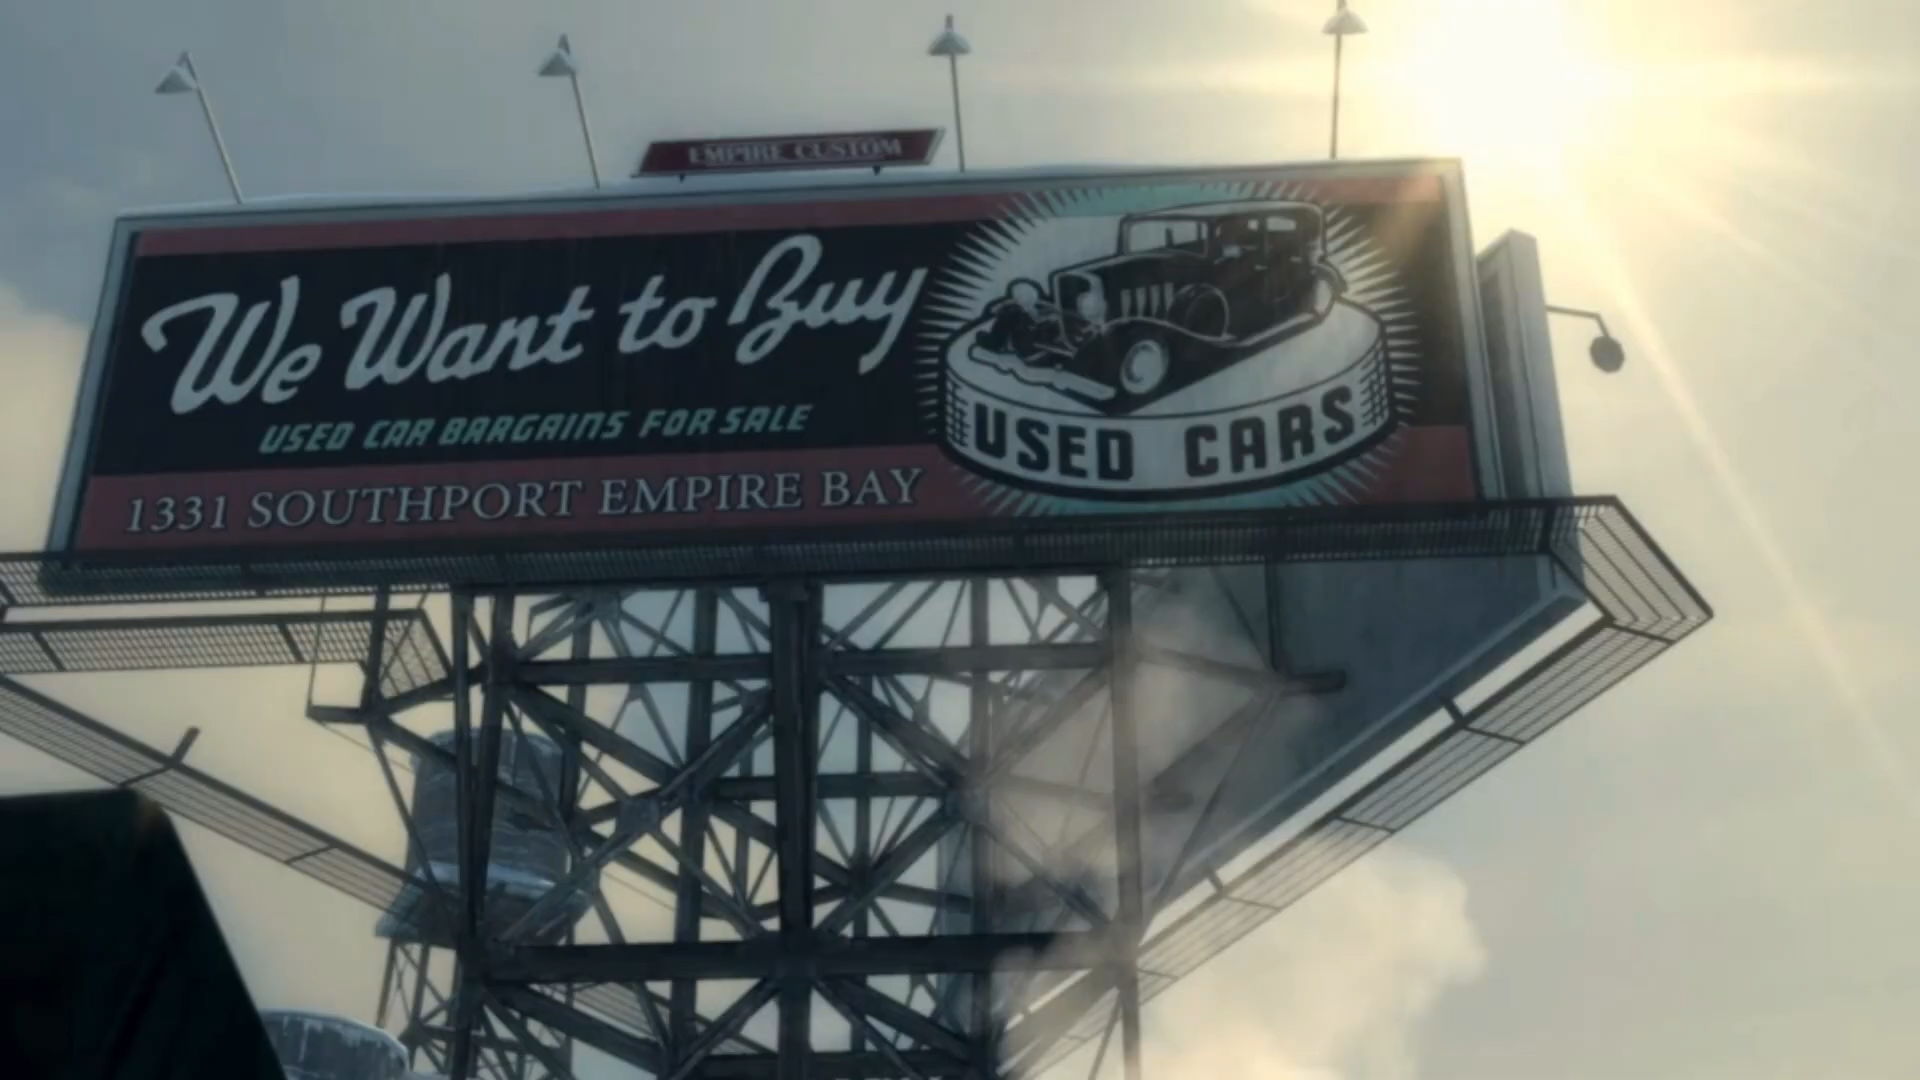 EMPIRE CUSTOM
We Want to Buy
USED CAR BARGAINS FOR SALE
1331 SOUTHPORT EMPIRE BAY
USED CARS